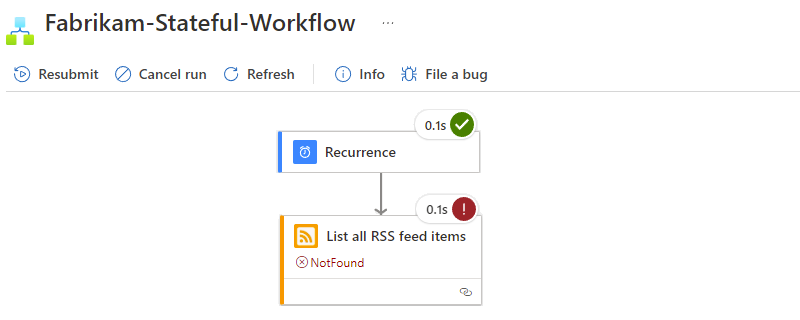 Fabrikam-Stateful-Workflow ...
Resubmit Cancel run Refresh Info File a bug
0.1s
Recurrence
0.1s
List all RSS feed items
NotFound